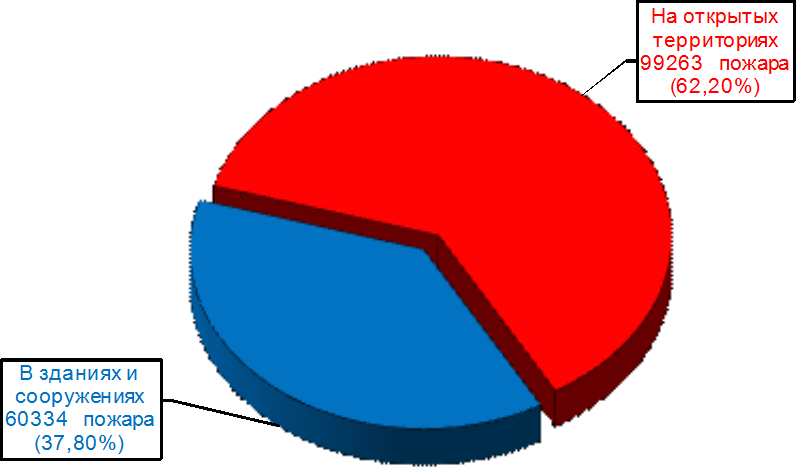 На открытых
территориях
99263 пожара
(62,20%)
В зданиях и
сооружениях
60334 пожара
(37,80%)